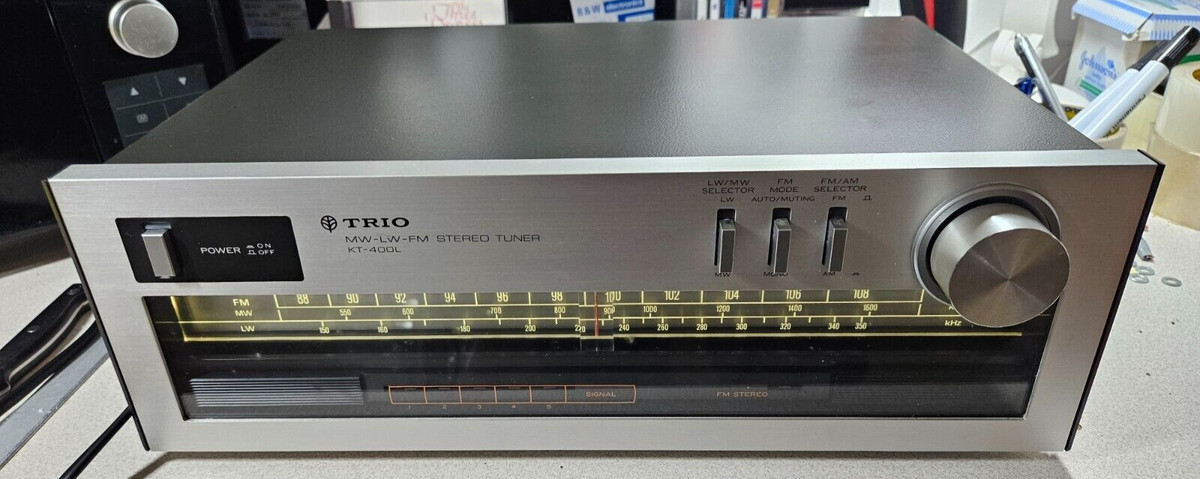 B&W electronics
Johnson's
LW/MW SELECTOR
FM MODE
FM/AM SELECTOR
LW
AUTO/MUTING
FM
TRIO
POWER ON OFF
MW-LW-FM STEREO TUNER
KT-400L
MW
MONO
AM
FM 88 90 92 94 96 98 100 102 104 106 108
MW 550 600 700 800 900 1000 1200 1400 1600
LW 150 160 180 200 220 240 260 280 300 320 340 350 kHz
1 2 3 4 5 SIGNAL
FM STEREO